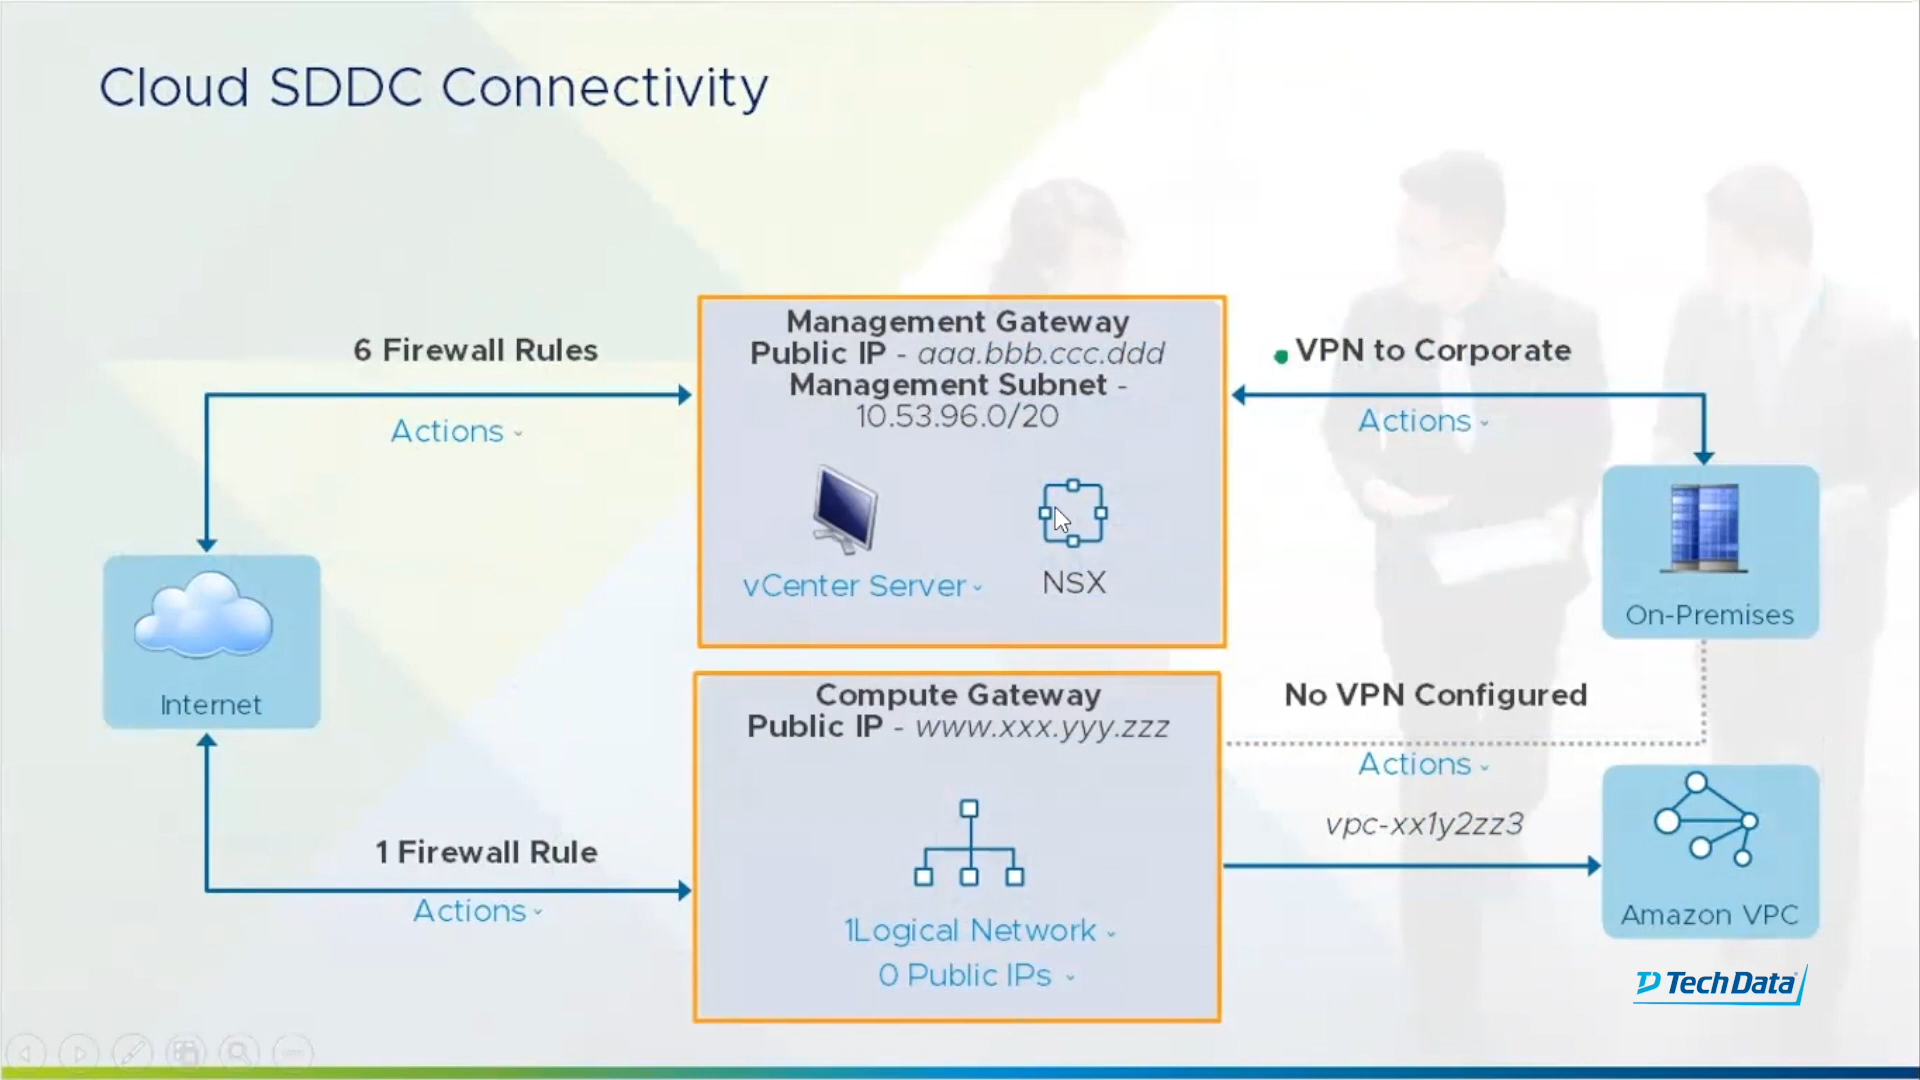 Cloud SDDC Connectivity
6 Firewall Rules
Actions
Management Gateway
Public IP - aaa.bbb.ccc.ddd
Management Subnet -
10.53.96.0/20
vCenter Server
NSX
VPN to Corporate
Actions
On-Premises
Internet
1 Firewall Rule
Actions
Compute Gateway
Public IP - www.xxx.yyy.zzz
1Logical Network
0 Public IPs
No VPN Configured
Actions
vpc-xx1y2zz3
Amazon VPC
TD Tech Data